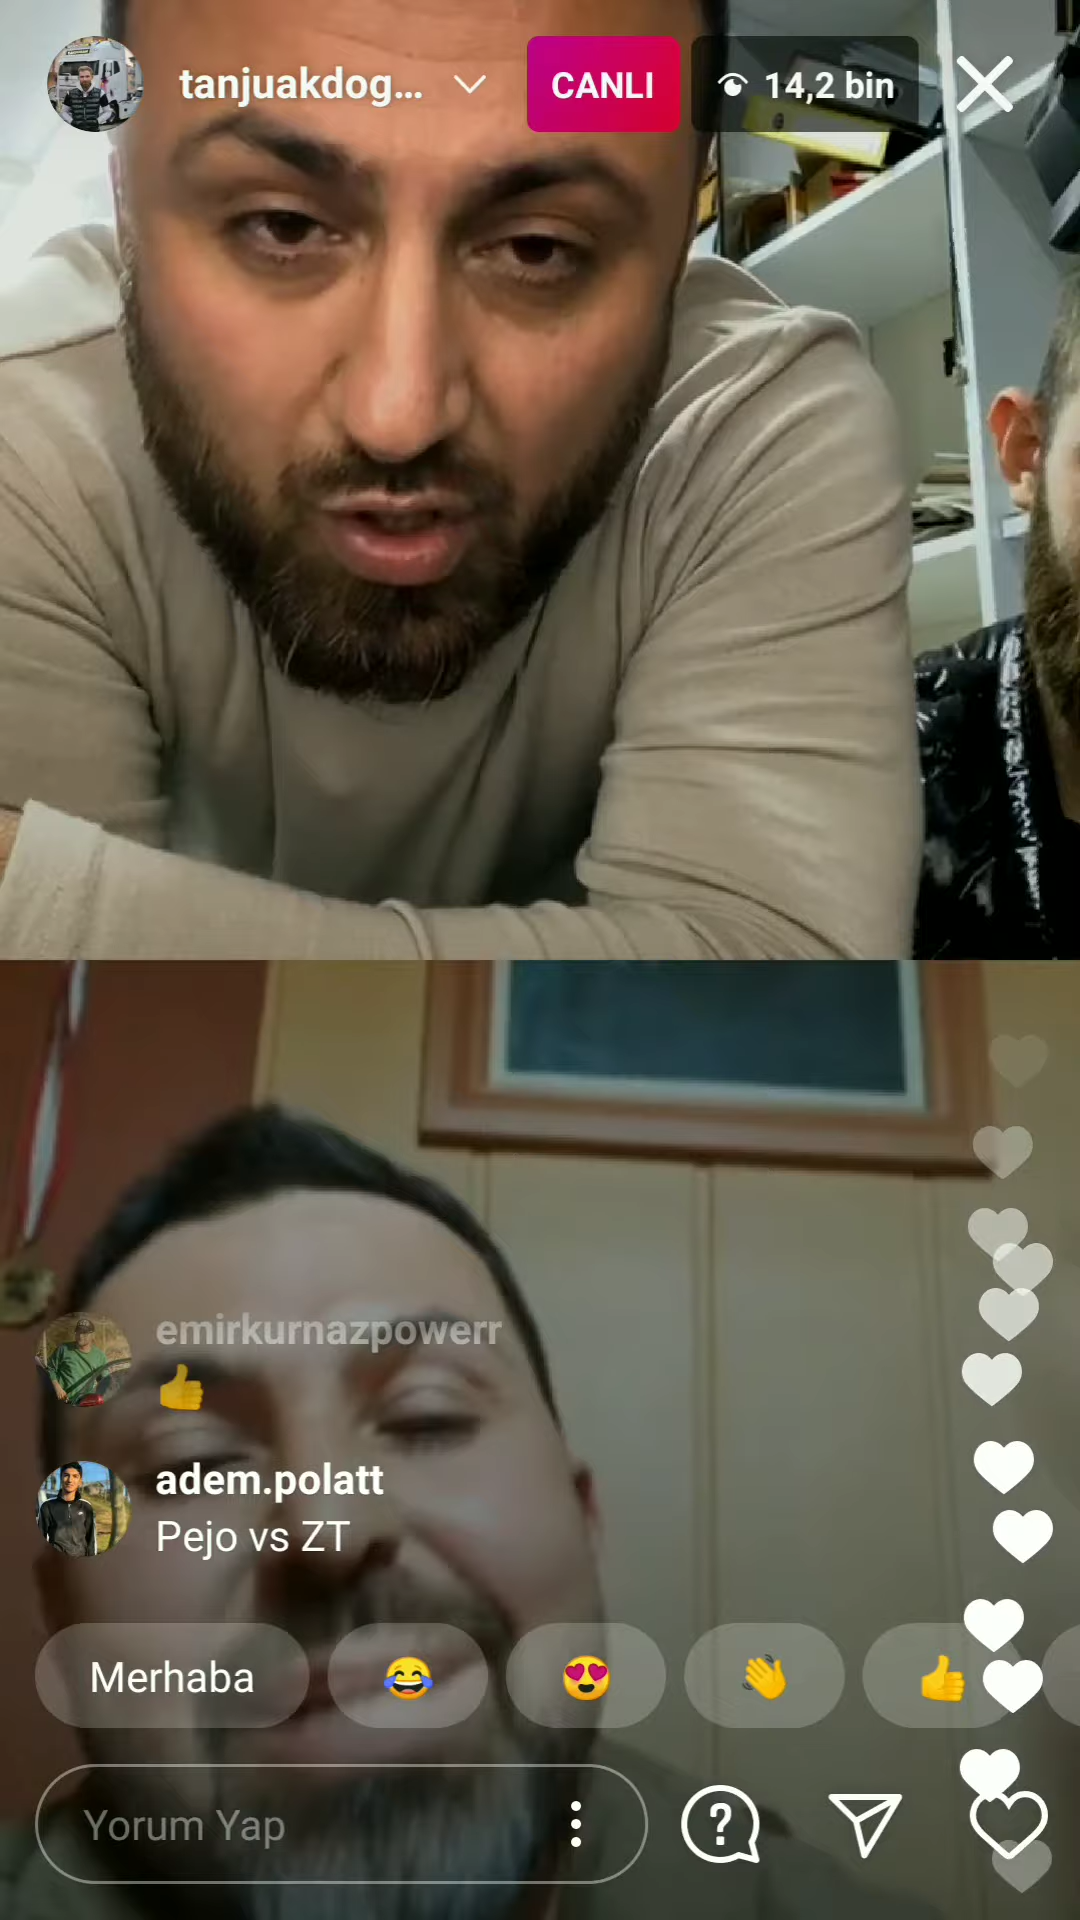 tanjuakdog...
CANLI
14,2 bin
emirkurnazpowerr
👍
adem.polatt
Pejo vs ZT
Merhaba
😂
😍
👋
👍
Yorum Yap